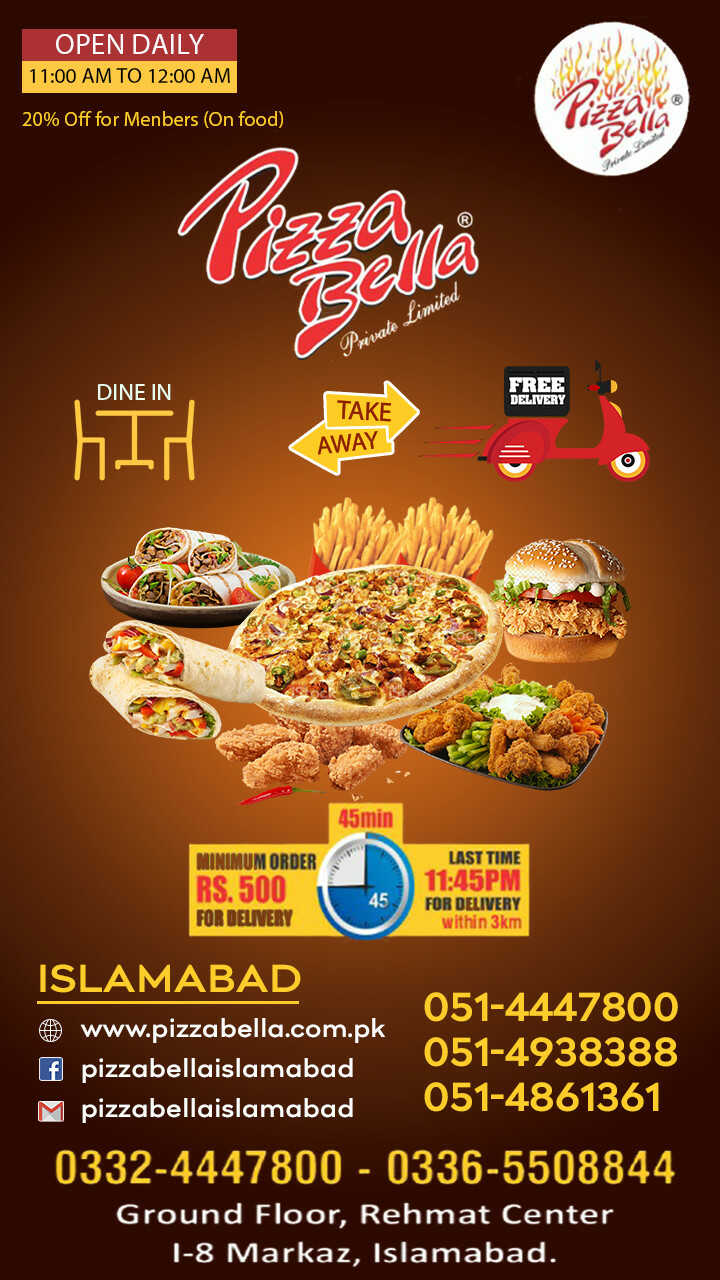 OPEN DAILY
11:00 AM TO 12:00 AM
20% Off for Menbers (On food)
Pizza
Bella ®
Private Limited
Pizza
Bella ®
Private Limited
DINE IN
TAKE
AWAY
FREE
DELIVERY
45min
MINIMUM ORDER
RS. 500
FOR DELIVERY
45
LAST TIME
11:45PM
FOR DELIVERY
within 3km
ISLAMABAD
www.pizzabella.com.pk
pizzabellaislamabad
pizzabellaislamabad
051-4447800
051-4938388
051-4861361
0332-4447800 - 0336-5508844
Ground Floor, Rehmat Center
I-8 Markaz, Islamabad.